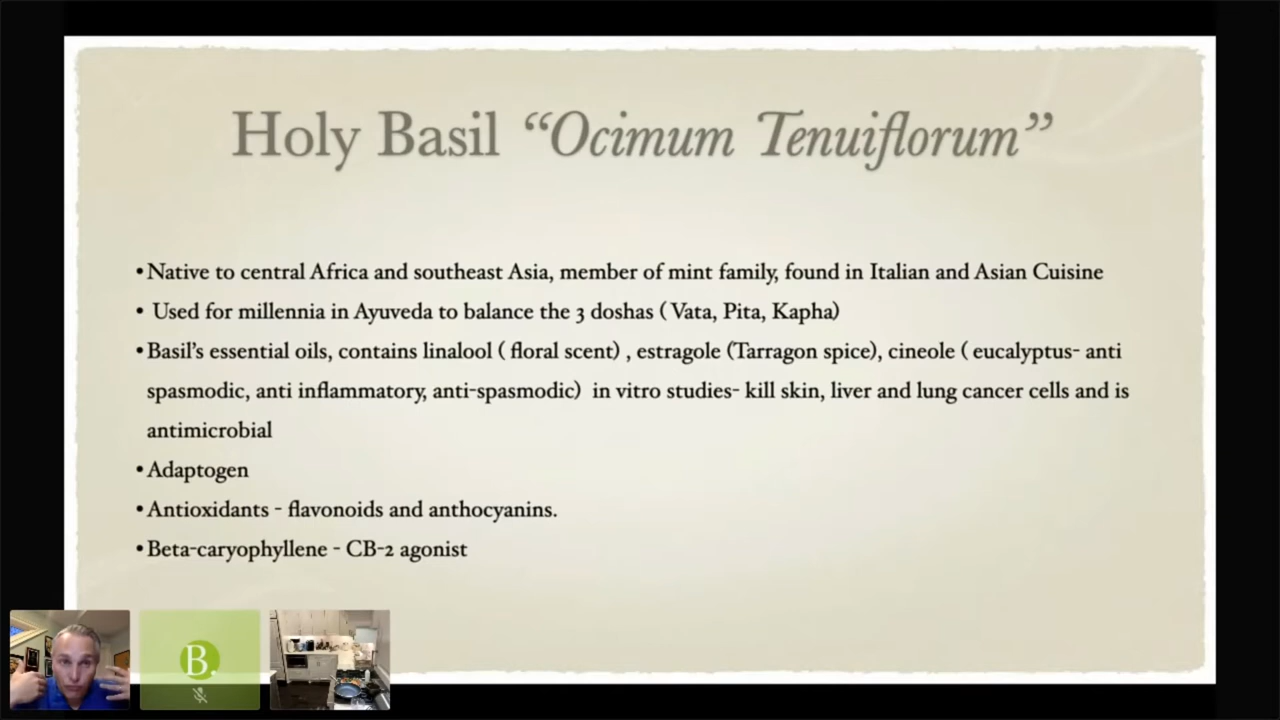 Holy Basil “Ocimum Tenuiflorum”
•Native to central Africa and southeast Asia, member of mint family, found in Italian and Asian Cuisine
• Used for millennia in Ayuveda to balance the 3 doshas ( Vata, Pita, Kapha)
•Basil’s essential oils, contains linalool ( floral scent) , estragole (Tarragon spice), cineole ( eucalyptus- anti
spasmodic, anti inflammatory, anti-spasmodic) in vitro studies- kill skin, liver and lung cancer cells and is
antimicrobial
•Adaptogen
•Antioxidants - flavonoids and anthocyanins.
•Beta-caryophyllene - CB-2 agonist
B.